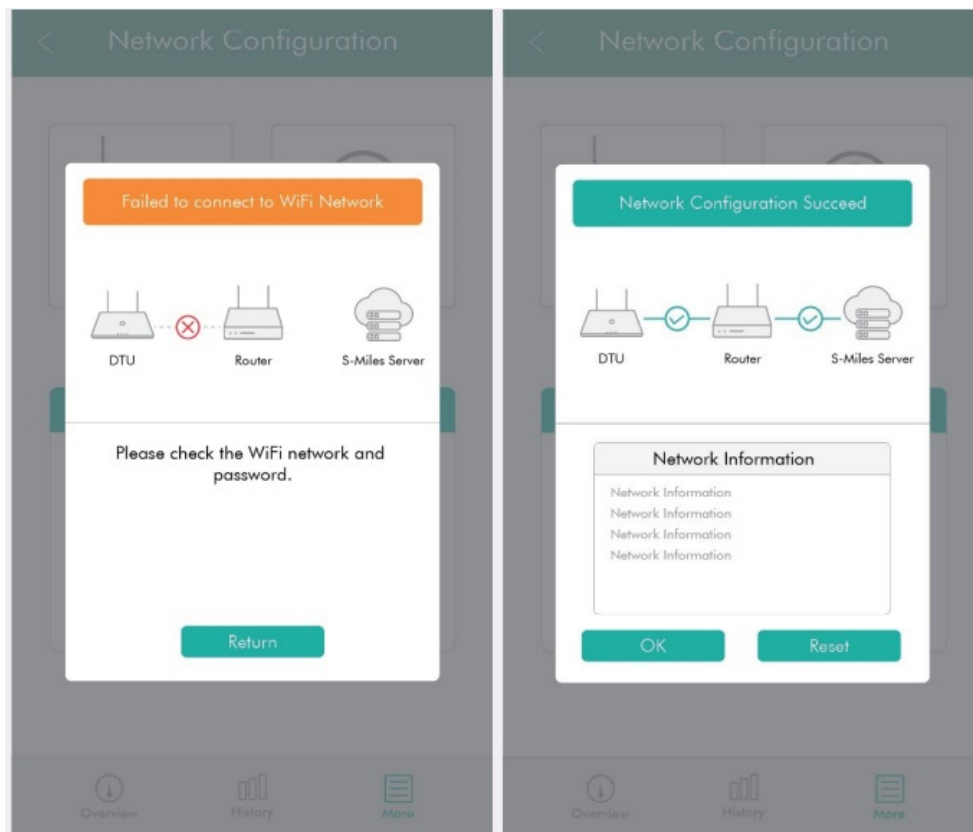 Network Configuration
Failed to connect to WiFi Network
DTU
Router
S-Miles Server
Please check the WiFi network and
password.
Return
Overview
History
More
Network Configuration
Network Configuration Succeed
DTU
Router
S-Miles Server
Network Information
Network Information
Network Information
Network Information
Network Information
OK
Reset
Overview
History
More